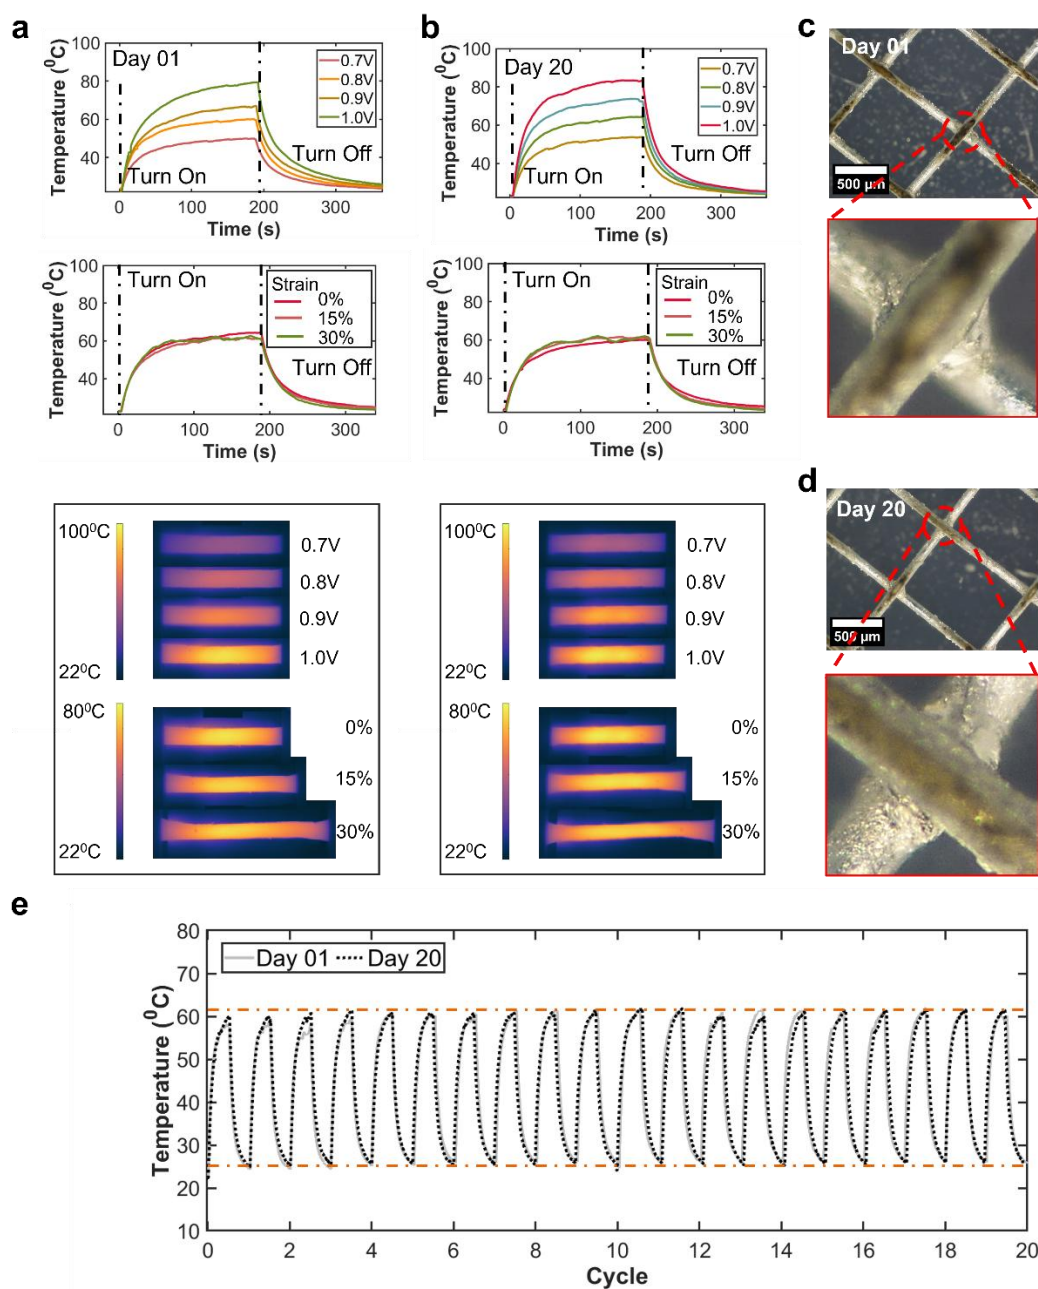 a
100
80
60
40
Temperature (⁰C)
Day 01
0.7V
0.8V
0.9V
1.0V
Turn On
Turn Off
0
100
200
300
Time (s)
100
80
60
40
Temperature (⁰C)
Turn On
Strain
0%
15%
30%
Turn Off
0
100
200
300
Time (s)
100⁰C
22⁰C
0.7V
0.8V
0.9V
1.0V
80⁰C
22⁰C
0%
15%
30%
b
100
80
60
40
Temperature (⁰C)
Day 20
0.7V
0.8V
0.9V
1.0V
Turn On
Turn Off
0
100
200
300
Time (s)
100
80
60
40
Temperature (⁰C)
Turn On
Strain
0%
15%
30%
Turn Off
0
100
200
300
Time (s)
100⁰C
22⁰C
0.7V
0.8V
0.9V
1.0V
80⁰C
22⁰C
0%
15%
30%
c
Day 01
500 µm
d
Day 20
500 µm
e
80
70
60
50
40
30
20
10
Temperature (⁰C)
Day 01 Day 20
0 2 4 6 8 10 12 14 16 18 20
Cycle